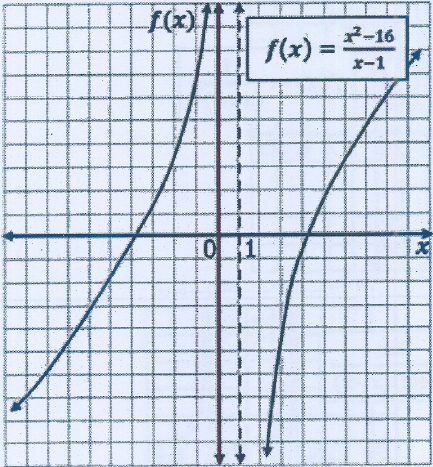 f(x)
f(x) = x²−16/x−1
0 1 x